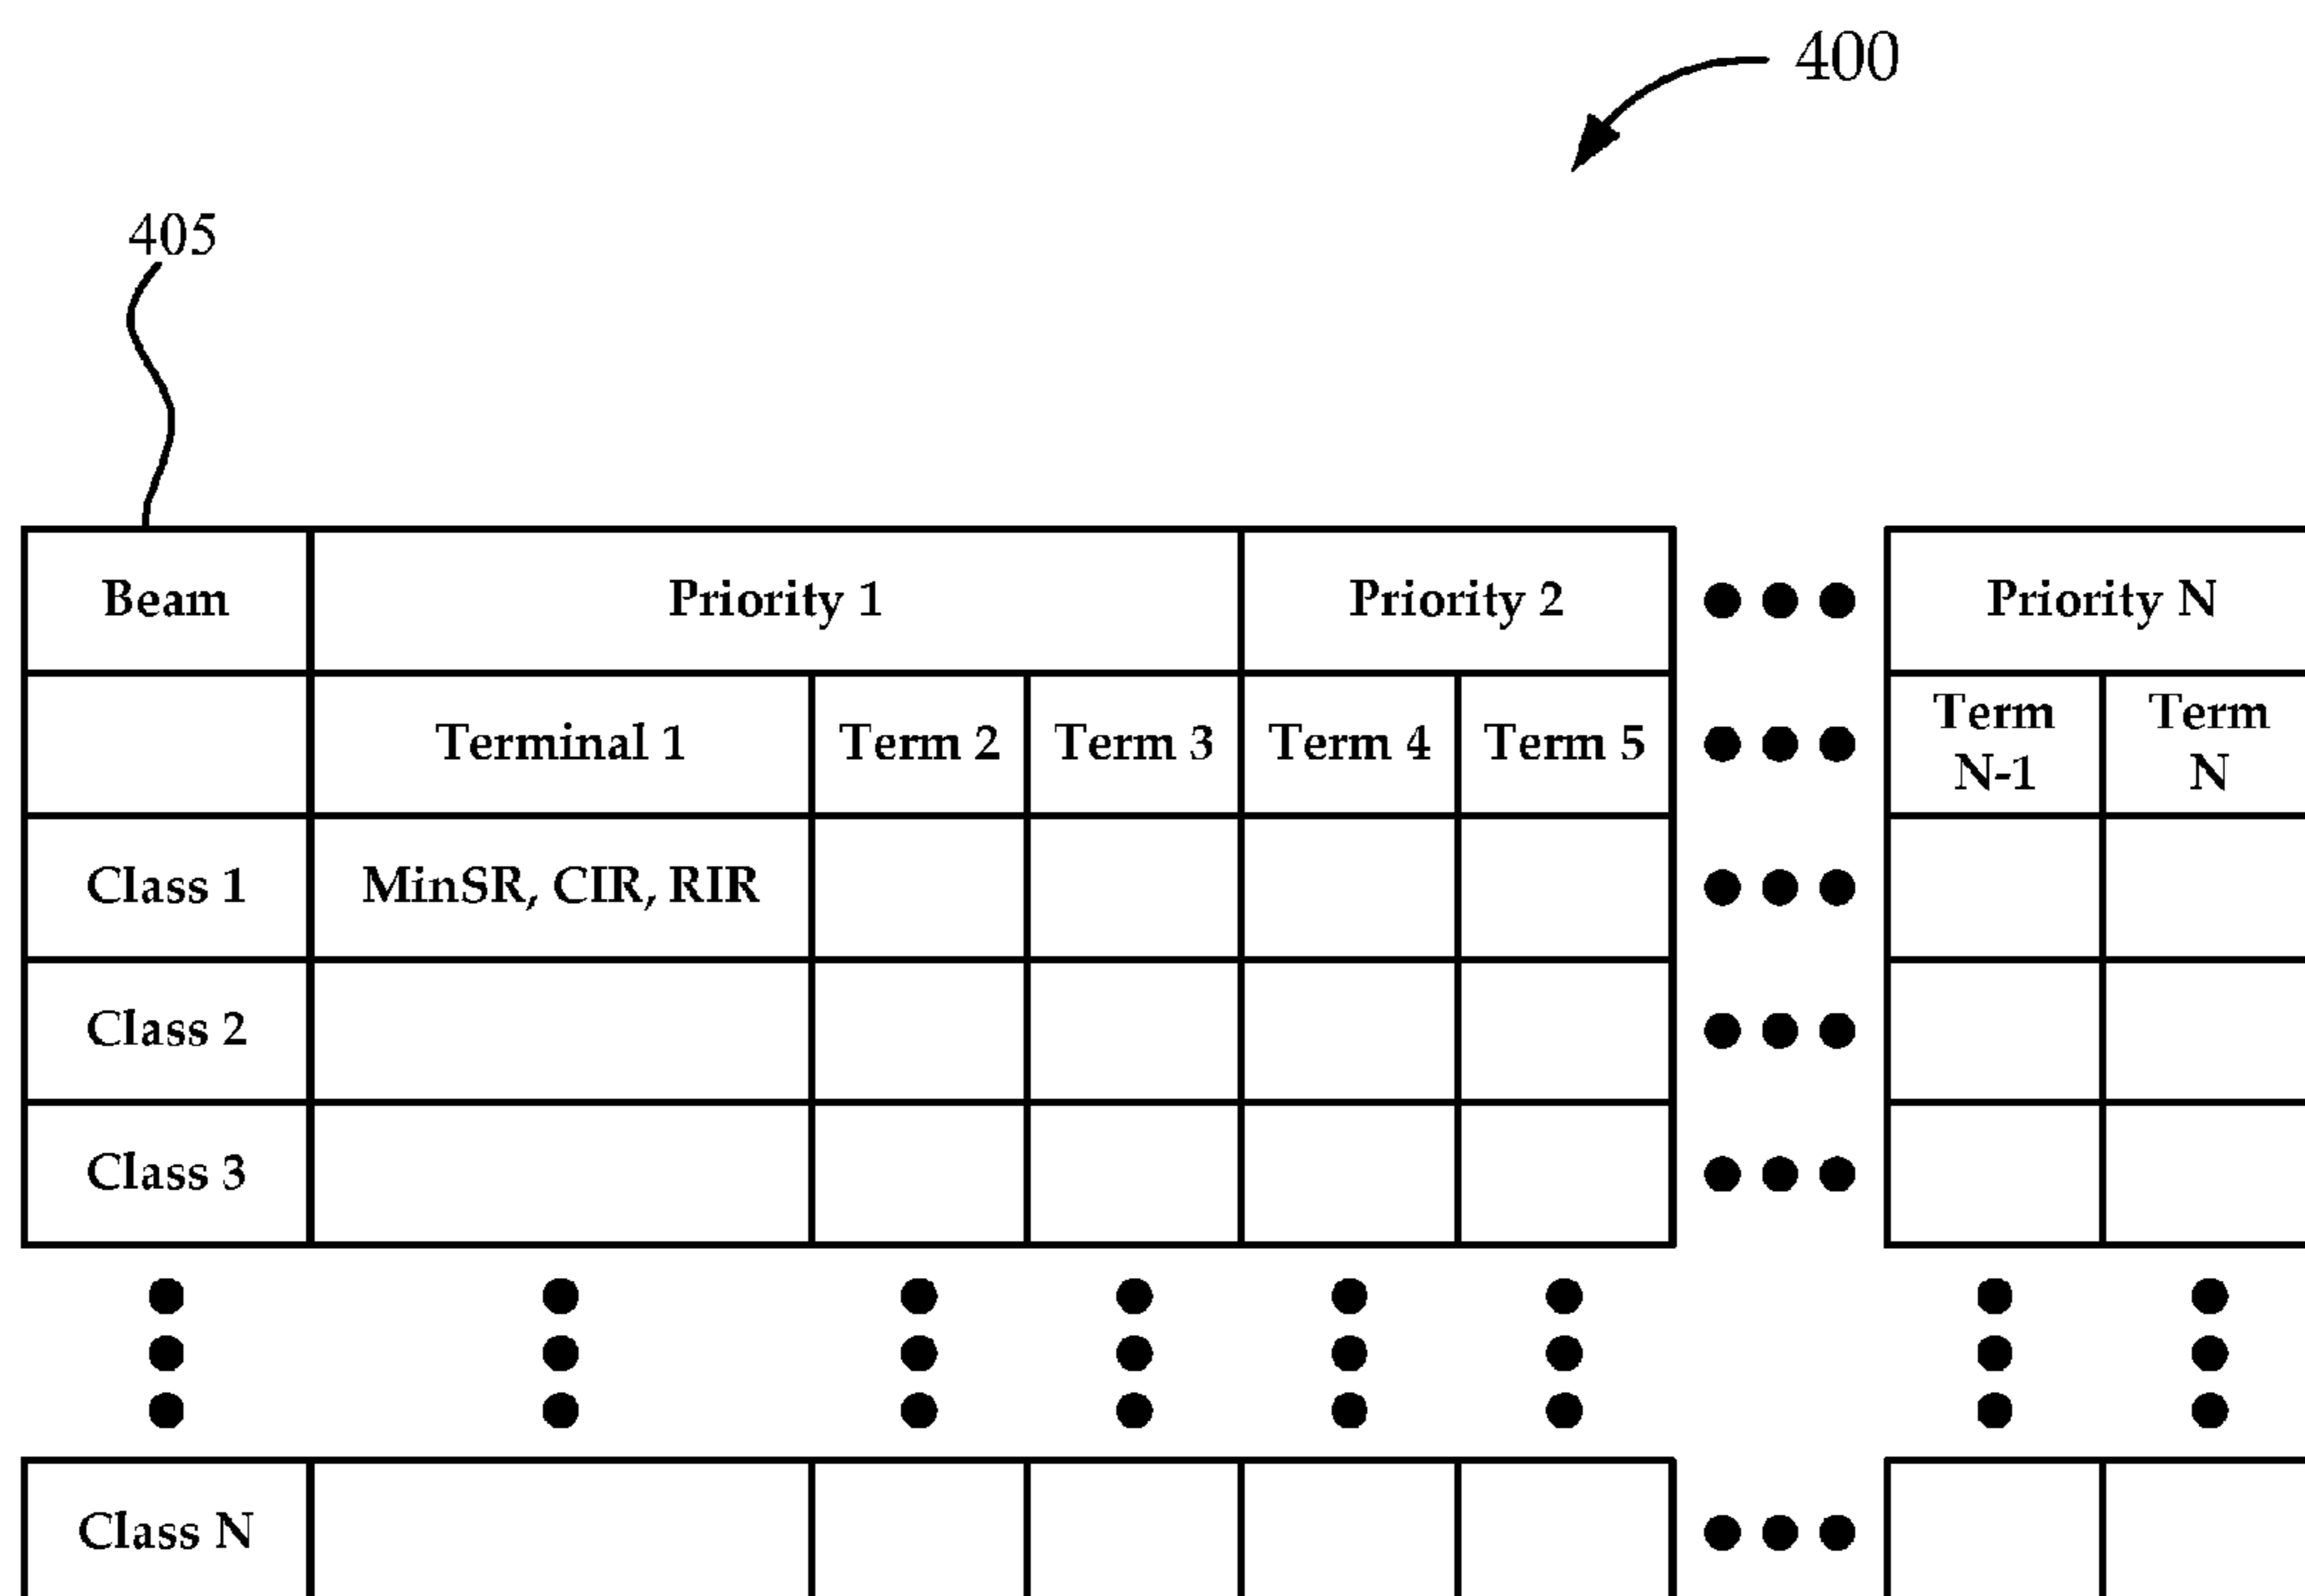 400
405
Beam Priority 1 Priority 2 Priority N
Terminal 1 Term 2 Term 3 Term 4 Term 5 Term N-1 Term N
Class 1 MinSR, CIR, RIR
Class 2
Class 3
Class N